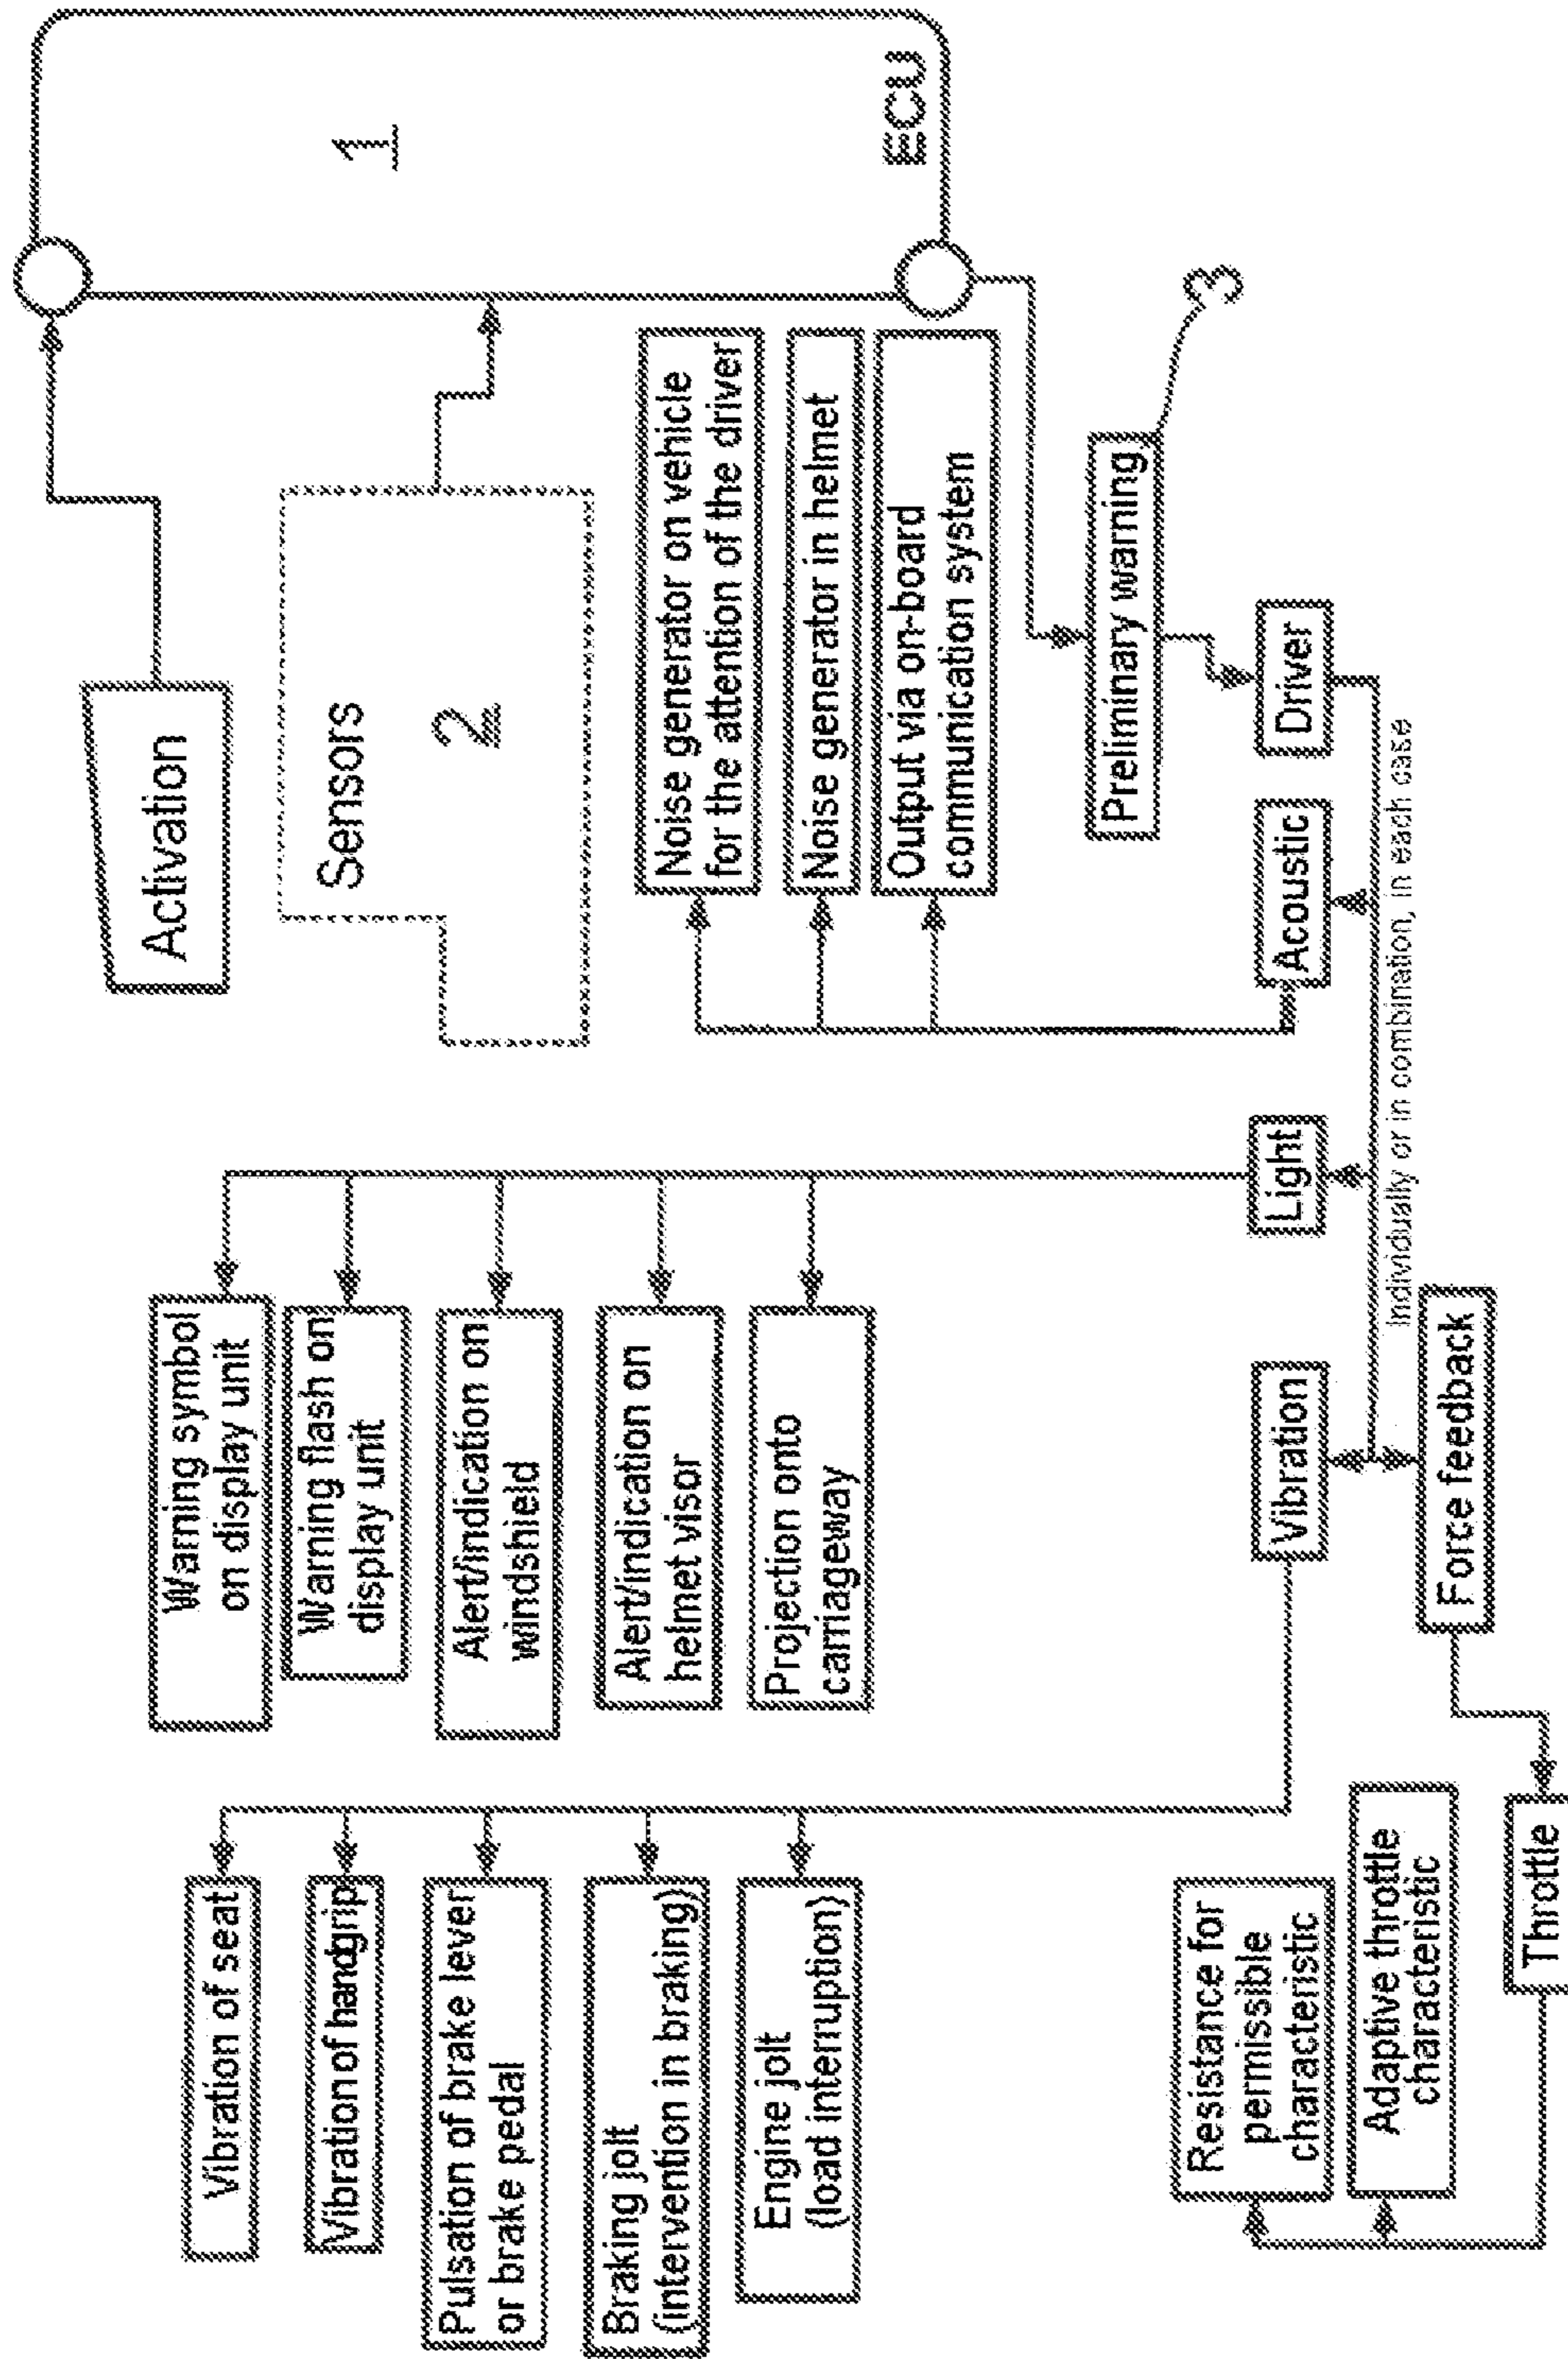 Activation
Sensors
2
1
ECU
Noise generator on vehicle
for the attention of the driver
Noise generator in helmet
Output via on-board
communication system
Preliminary warning
3
Driver
Acoustic
Individually or in combination, in each case
Light
Warning symbol
on display unit
Warning flash on
display unit
Alert/indication on
windshield
Alert/indication on
helmet visor
Projection onto
carriageway
Vibration
Vibration of seat
Vibration of handgrip
Pulsation of brake lever
or brake pedal
Braking jolt
(intervention in braking)
Engine jolt
(load interruption)
Force feedback
Throttle
Resistance for
permissible
characteristic
Adaptive throttle
characteristic